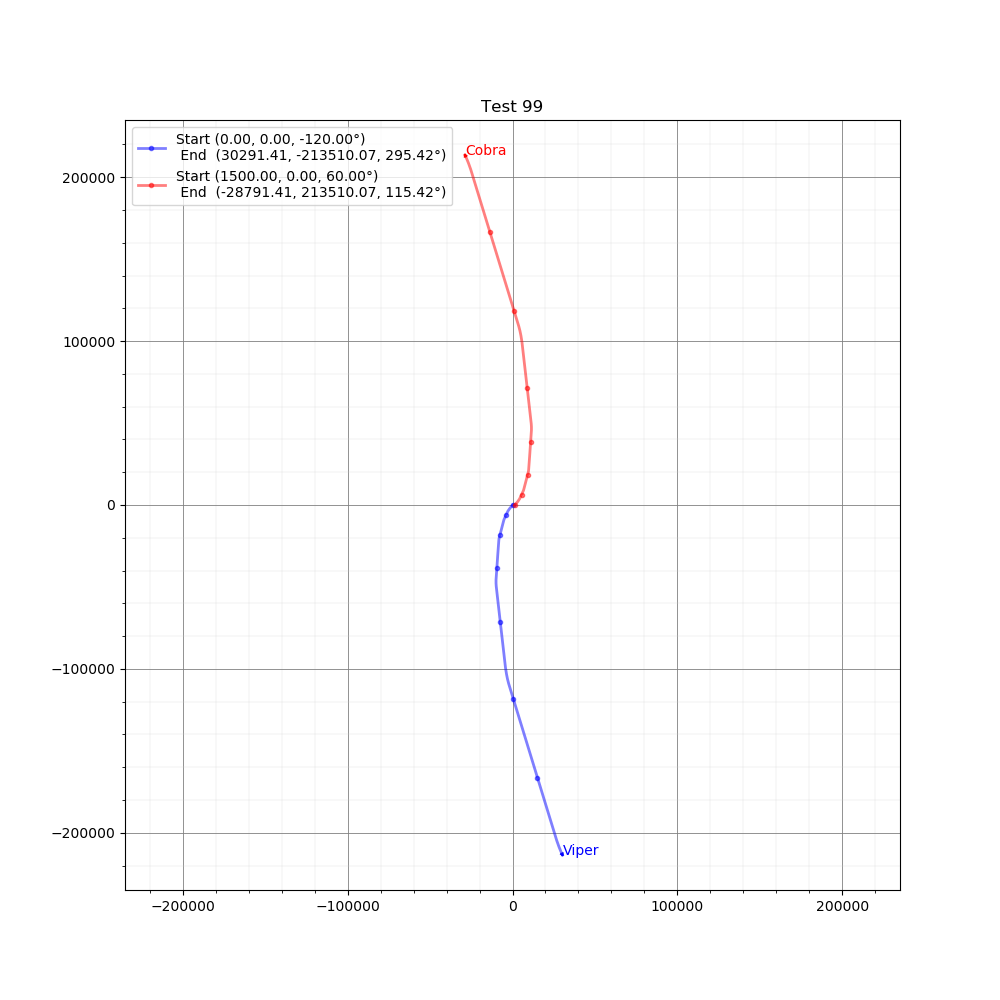 Test 99
Start (0.00, 0.00, -120.00°)
End (30291.41, -213510.07, 295.42°)
Start (1500.00, 0.00, 60.00°)
End (-28791.41, 213510.07, 115.42°)
Cobra
200000
100000
0
−100000
−200000
Viper
−200000
−100000
0
100000
200000